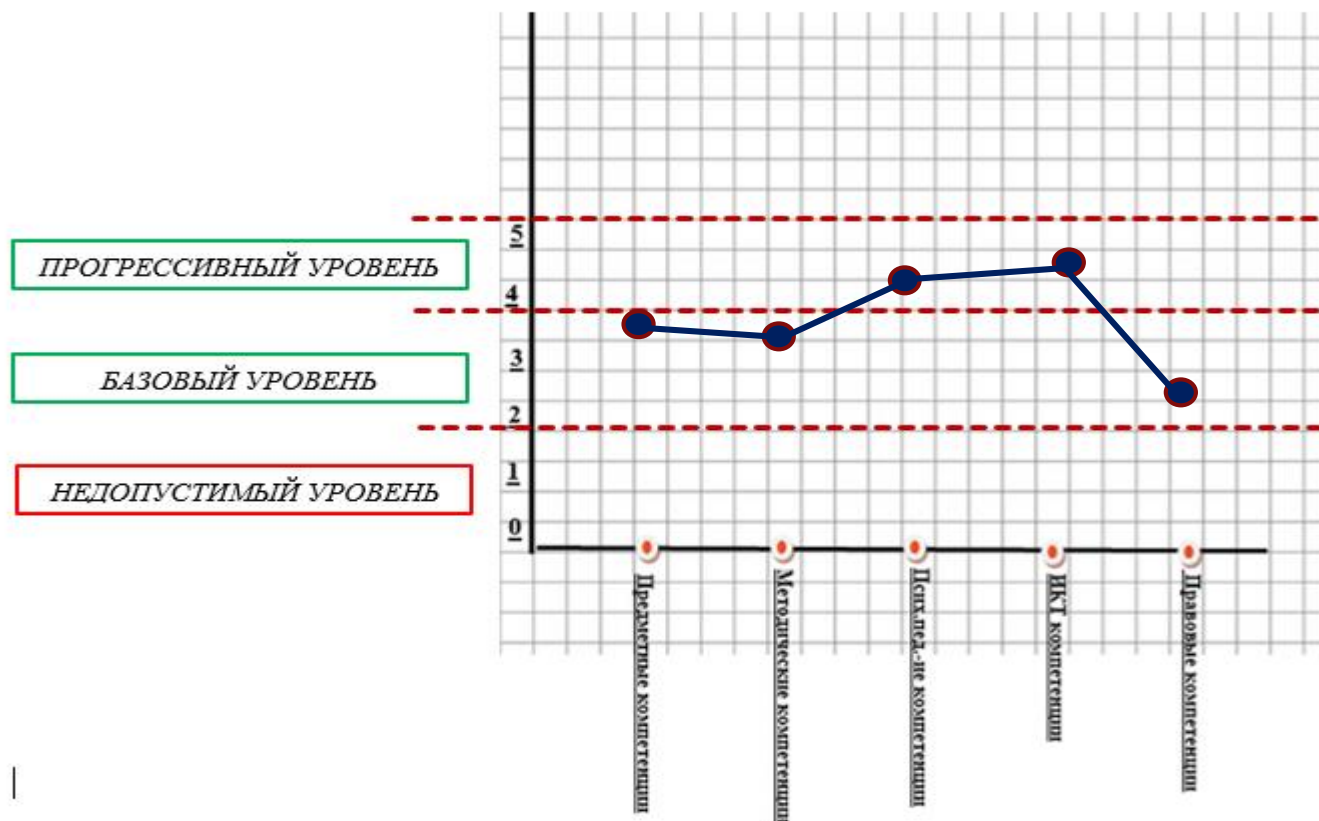 5
ПРОГРЕССИВНЫЙ УРОВЕНЬ
4
3
БАЗОВЫЙ УРОВЕНЬ
2
1
НЕДОПУСТИМЫЙ УРОВЕНЬ
0
Предметные компетенции
Методические компетенции
Псих.пед.-ие компетенции
ИКТ компетенции
Правовые компетенции